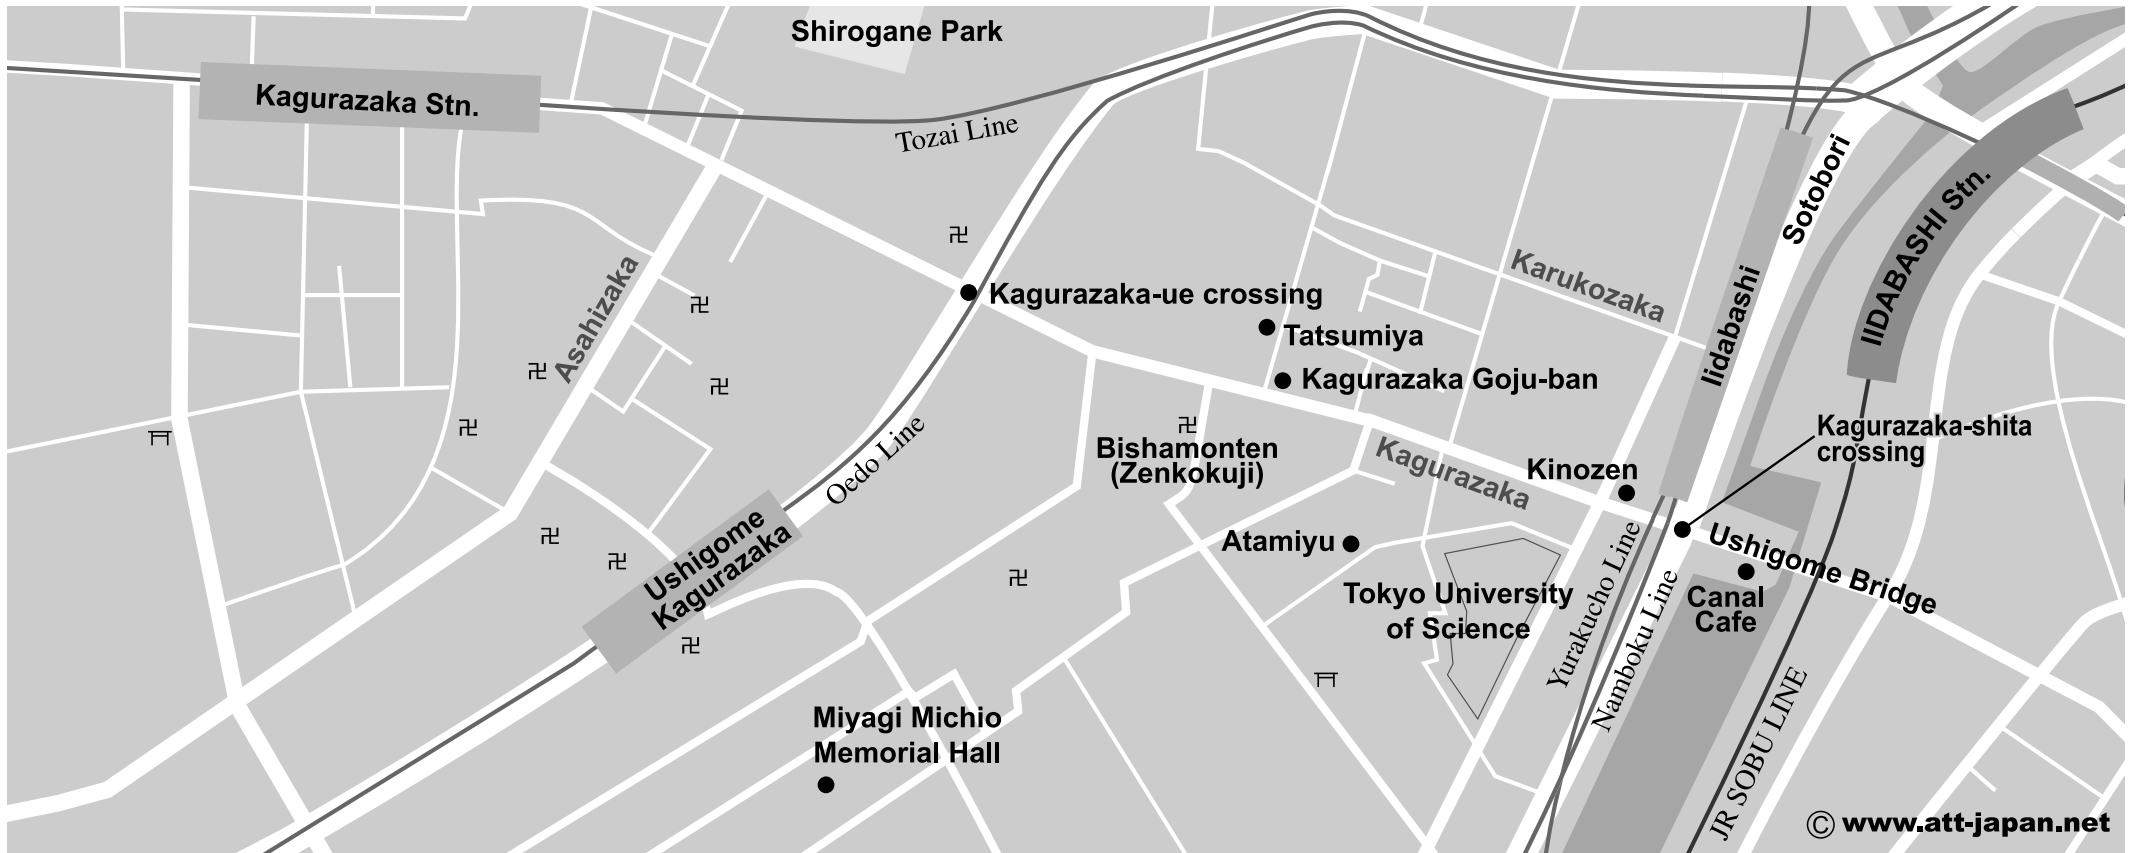 Shirogane Park
Kagurazaka Stn.
Tozai Line
Sotobori
IIDABASHI Stn.
Asahizaka
Kagurazaka-ue crossing
Karukozaka
Iidabashi
Tatsumiya
Kagurazaka Goju-ban
Kagurazaka-shita
crossing
Oedo Line
Bishamonten
(Zenkokuji)
Kagurazaka
Kinozen
Ushigome
Kagurazaka
Atamiyu
Ushigome Bridge
Tokyo University
of Science
Yurakucho Line
Namboku Line
Canal
Cafe
Miyagi Michio
Memorial Hall
JR SOBU LINE
© www.att-japan.net